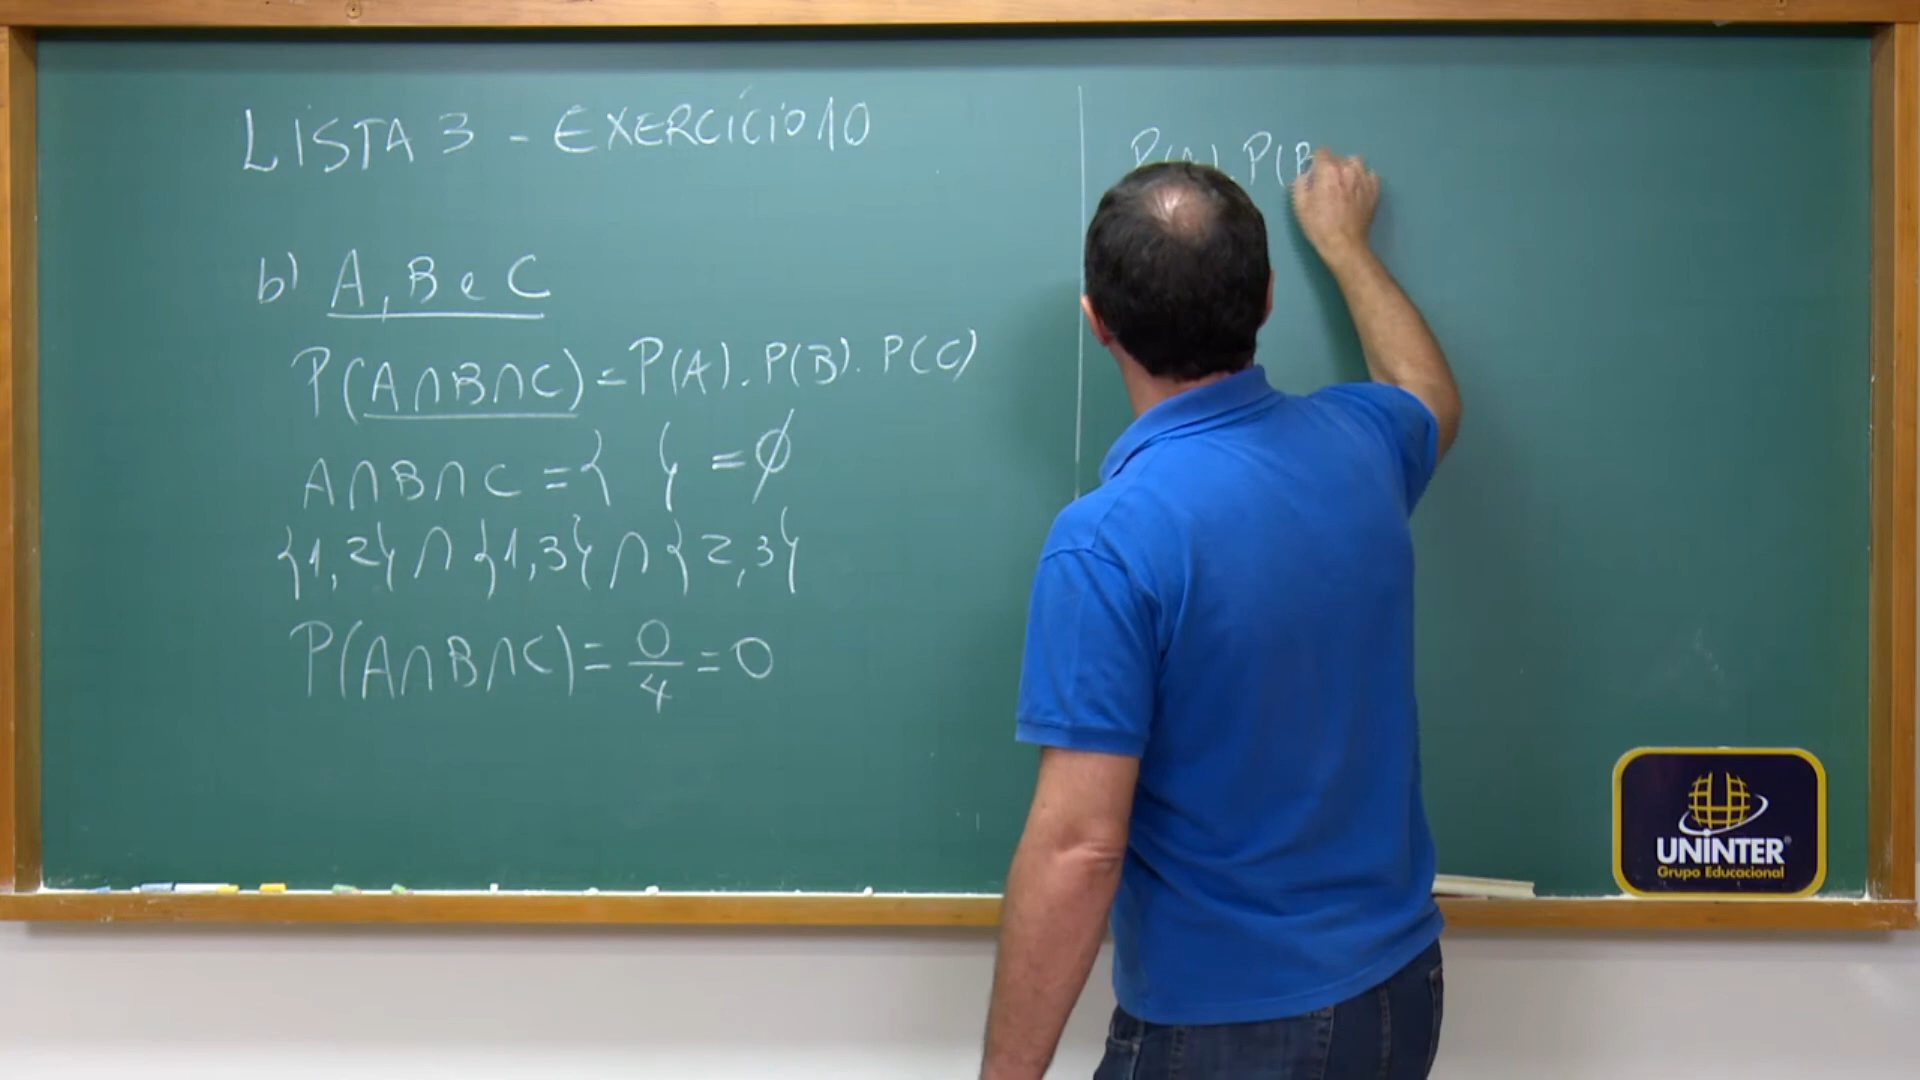 LISTA 3 - EXERCÍCIO 10
b) A, B e C
P(A∩B∩C) = P(A) . P(B) . P(C)
A∩B∩C = { } = ∅
{1,2} ∩ {1,3} ∩ {2,3}
P(A∩B∩C) = 0/4 = 0
P(A) . P(B
UNINTER®
Grupo Educacional